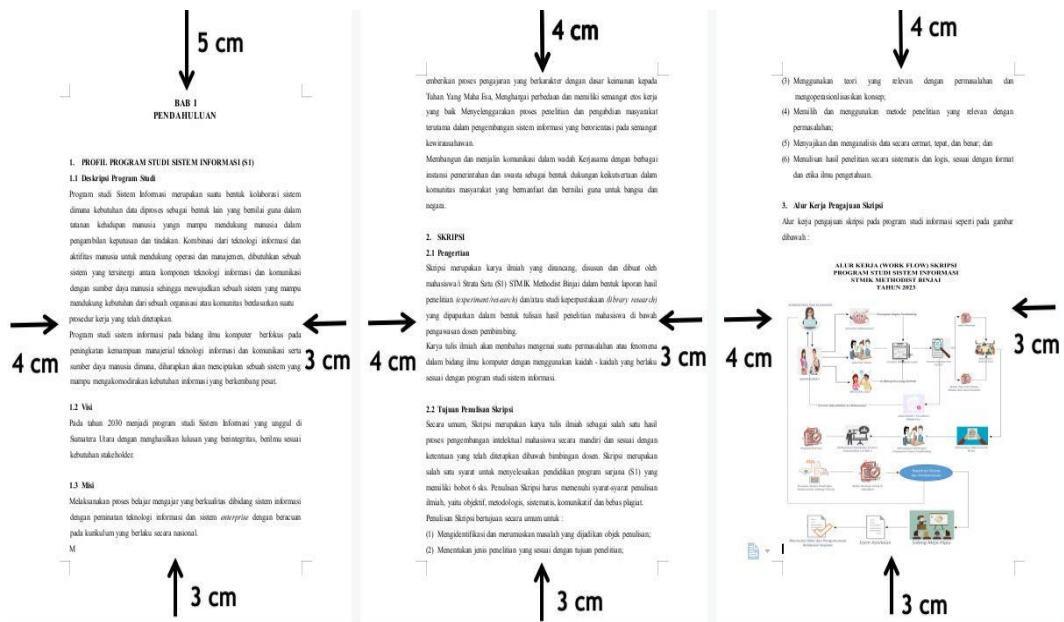 5 cm
BAB I
PENDAHULUAN
1. PROFIL PROGRAM STUDI SISTEM INFORMASI (S1)
1.1 Deskripsi Program Studi
Program studi Sistem Informasi merupakan suatu bentuk kolaborasi sistem
dimana kebutuhan data diproses sebagai bentuk lain yang bernilai guna dalam
tatanan kehidupan manusia yangn mampu mendukung manusia dalam
pengambilan keputusan dan tindakan. Kombinasi dari teknologi informasi dan
aktifitas manusia untuk mendukung operasi dan manajemen, dibutuhkan sebuah
sistem yang tersinergi antara komponen teknologi informasi dan komunikasi
dengan sumber daya manusia sehingga mewujudkan sebuah sistem yang mampu
mendukung kebutuhan dari sebuah organisasi atau komunitas berdasarkan suatu
prosedur kerja yang telah diterapkan.
Program studi sistem informasi pada bidang ilmu komputer berfokus pada
peningkatan kemampuan manajerial teknologi informasi dan komunikasi serta
sumber daya manusia dimana, diharapkan akan menciptakan sebuah sistem yang
mampu mengakomodirakan kebutuhan informasi yang berkembang pesat.
4 cm
3 cm
1.2 Visi
Pada tahun 2030 menjadi program studi Sistem Informasi yang unggul di
Sumatera Utara dengan menghasilkan lulusan yang berintegritas, berilmu sesuai
kebutuhan stakeholder.
1.3 Misi
Melaksanakan proses belajar mengajar yang berkualitas dibidang sistem informasi
dengan peminatan teknologi informasi dan sistem enterprise dengan beracuan
pada kurikulum yang berlaku secara nasional.
M
3 cm
4 cm
emberikan proses pengajaran yang berkarakter dengan dasar keimanan kepada
Tuhan Yang Maha Esa, Menghargai perbedaan dan memiliki semangat etos kerja
yang baik Menyelenggarakan proses penelitian dan pengabdian masyarakat
terutama dalam pengembangan sistem informasi yang berorientasi pada semangat
kewirausahawan.
Membangun dan menjalin komunikasi dalam wadah Kerjasama dengan berbagai
instansi pemerintahan dan swasta sebagai bentuk dukungan keikutsertaan dalam
komunitas masyarakat yang bermanfaat dan bernilai guna untuk bangsa dan
negara.
2. SKRIPSI
2.1 Pengertian
Skripsi merupakan karya ilmiah yang dirancang, disusun dan dibuat oleh
mahasiswa/i Strata Satu (S1) STMIK Methodist Binjai dalam bentuk laporan hasil
penelitian (experiment/research) dan/atau studi kepepustakaan (library research)
yang dipaparkan dalam bentuk tulisan hasil penelitian mahasiswa di bawah
pengawasan dosen pembimbing.
Karya tulis ilmiah akan membahas mengenai suatu permasalahan atau fenomena
dalam bidang ilmu komputer dengan menggunakan kaidah - kaidah yang berlaku
sesuai dengan program studi sistem informasi.
4 cm
3 cm
2.2 Tujuan Penulisan Skripsi
Secara umum, Skripsi merupakan karya tulis ilmiah sebagai salah satu hasil
proses pengembangan intelektual mahasiswa secara mandiri dan sesuai dengan
ketentuan yang telah ditetapkan dibawah bimbingan dosen. Skripsi merupakan
salah satu syarat untuk menyelesaikan pendidikan program sarjana (S1) yang
memiliki bobot 6 sks. Penulisan Skripsi harus memenuhi syarat-syarat penulisan
ilmiah, yaitu objektif, metodologis, sistematis, komunikatif dan bebas plagiat.
Penulisan Skripsi bertujuan secara umum untuk :
(1) Mengidentifikasi dan merumuskan masalah yang dijadikan objek penulisan;
(2) Menentukan jenis penelitian yang sesuai dengan tujuan penelitian;
3 cm
4 cm
(3) Menggunakan teori yang relevan dengan permasalahan dan
mengoperasionlisasikan konsep;
(4) Memilih dan menggunakan metode penelitian yang relevan dengan
permasalahan;
(5) Menyajikan dan menganalisis data secara cermat, tepat, dan benar; dan
(6) Menulisan hasil penelitian secara sistematis dan logis, sesuai dengan format
dan etika ilmu pengetahuan.
3. Alur Kerja Pengajuan Skripsi
Alur kerja pengajuan skripsi pada program studi informasi seperti pada gambar
dibawah :
ALUR KERJA (WORK FLOW) SKRIPSI
PROGRAM STUDI SISTEM INFORMASI
STMIK METHODIST BINJAI
TAHUN 2023
4 cm
3 cm
Sidang Meja Hijau
3 cm